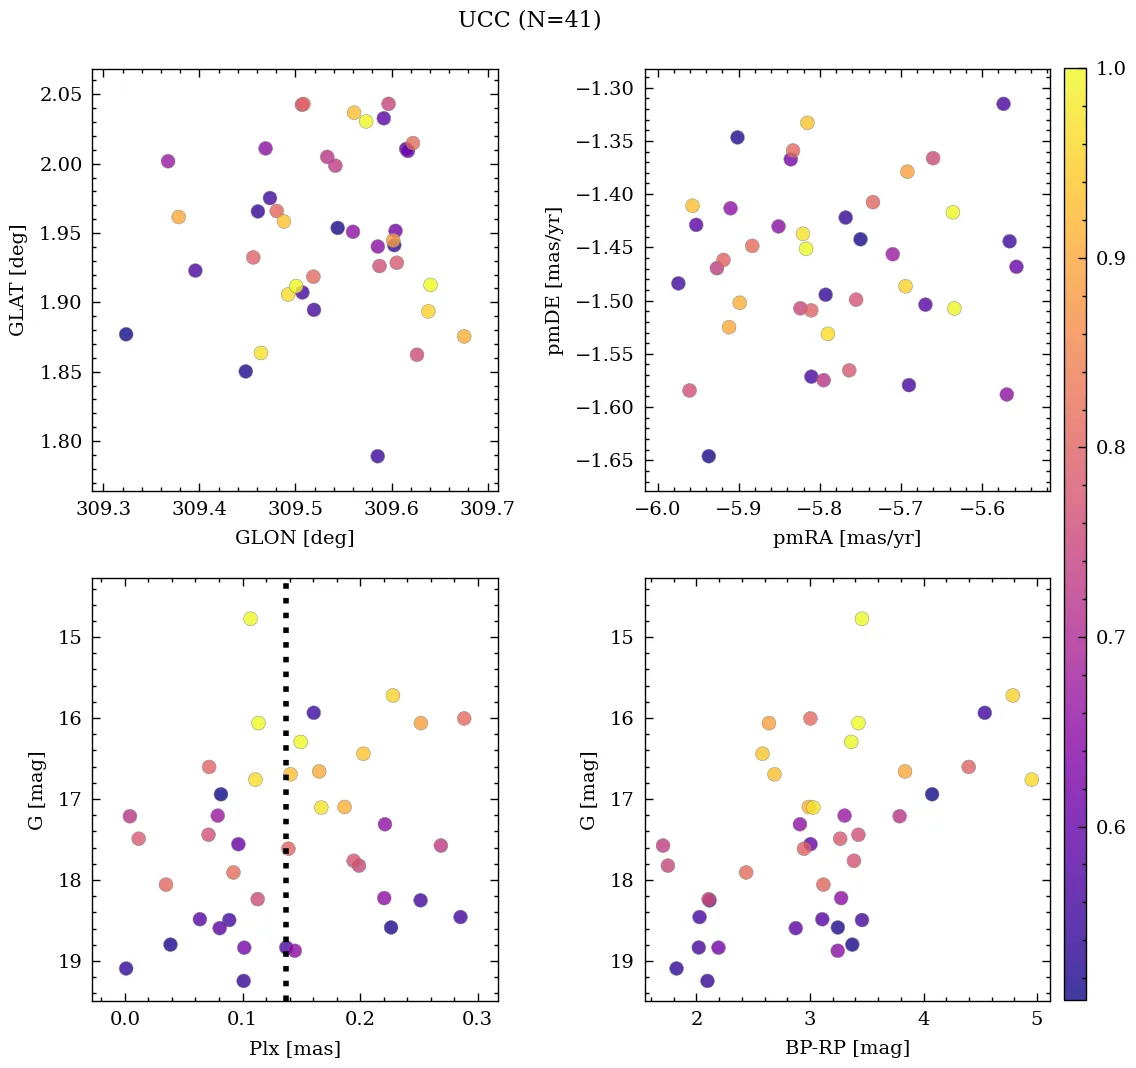 UCC (N=41)
2.05
2.00
1.95
1.90
1.85
1.80
GLAT [deg]
309.3 309.4 309.5 309.6 309.7
GLON [deg]
−1.30
−1.35
−1.40
−1.45
−1.50
−1.55
−1.60
−1.65
pmDE [mas/yr]
−6.0 −5.9 −5.8 −5.7 −5.6
pmRA [mas/yr]
1.0
0.9
0.8
0.7
0.6
15
16
17
18
19
G [mag]
0.0 0.1 0.2 0.3
Plx [mas]
15
16
17
18
19
G [mag]
2 3 4 5
BP-RP [mag]